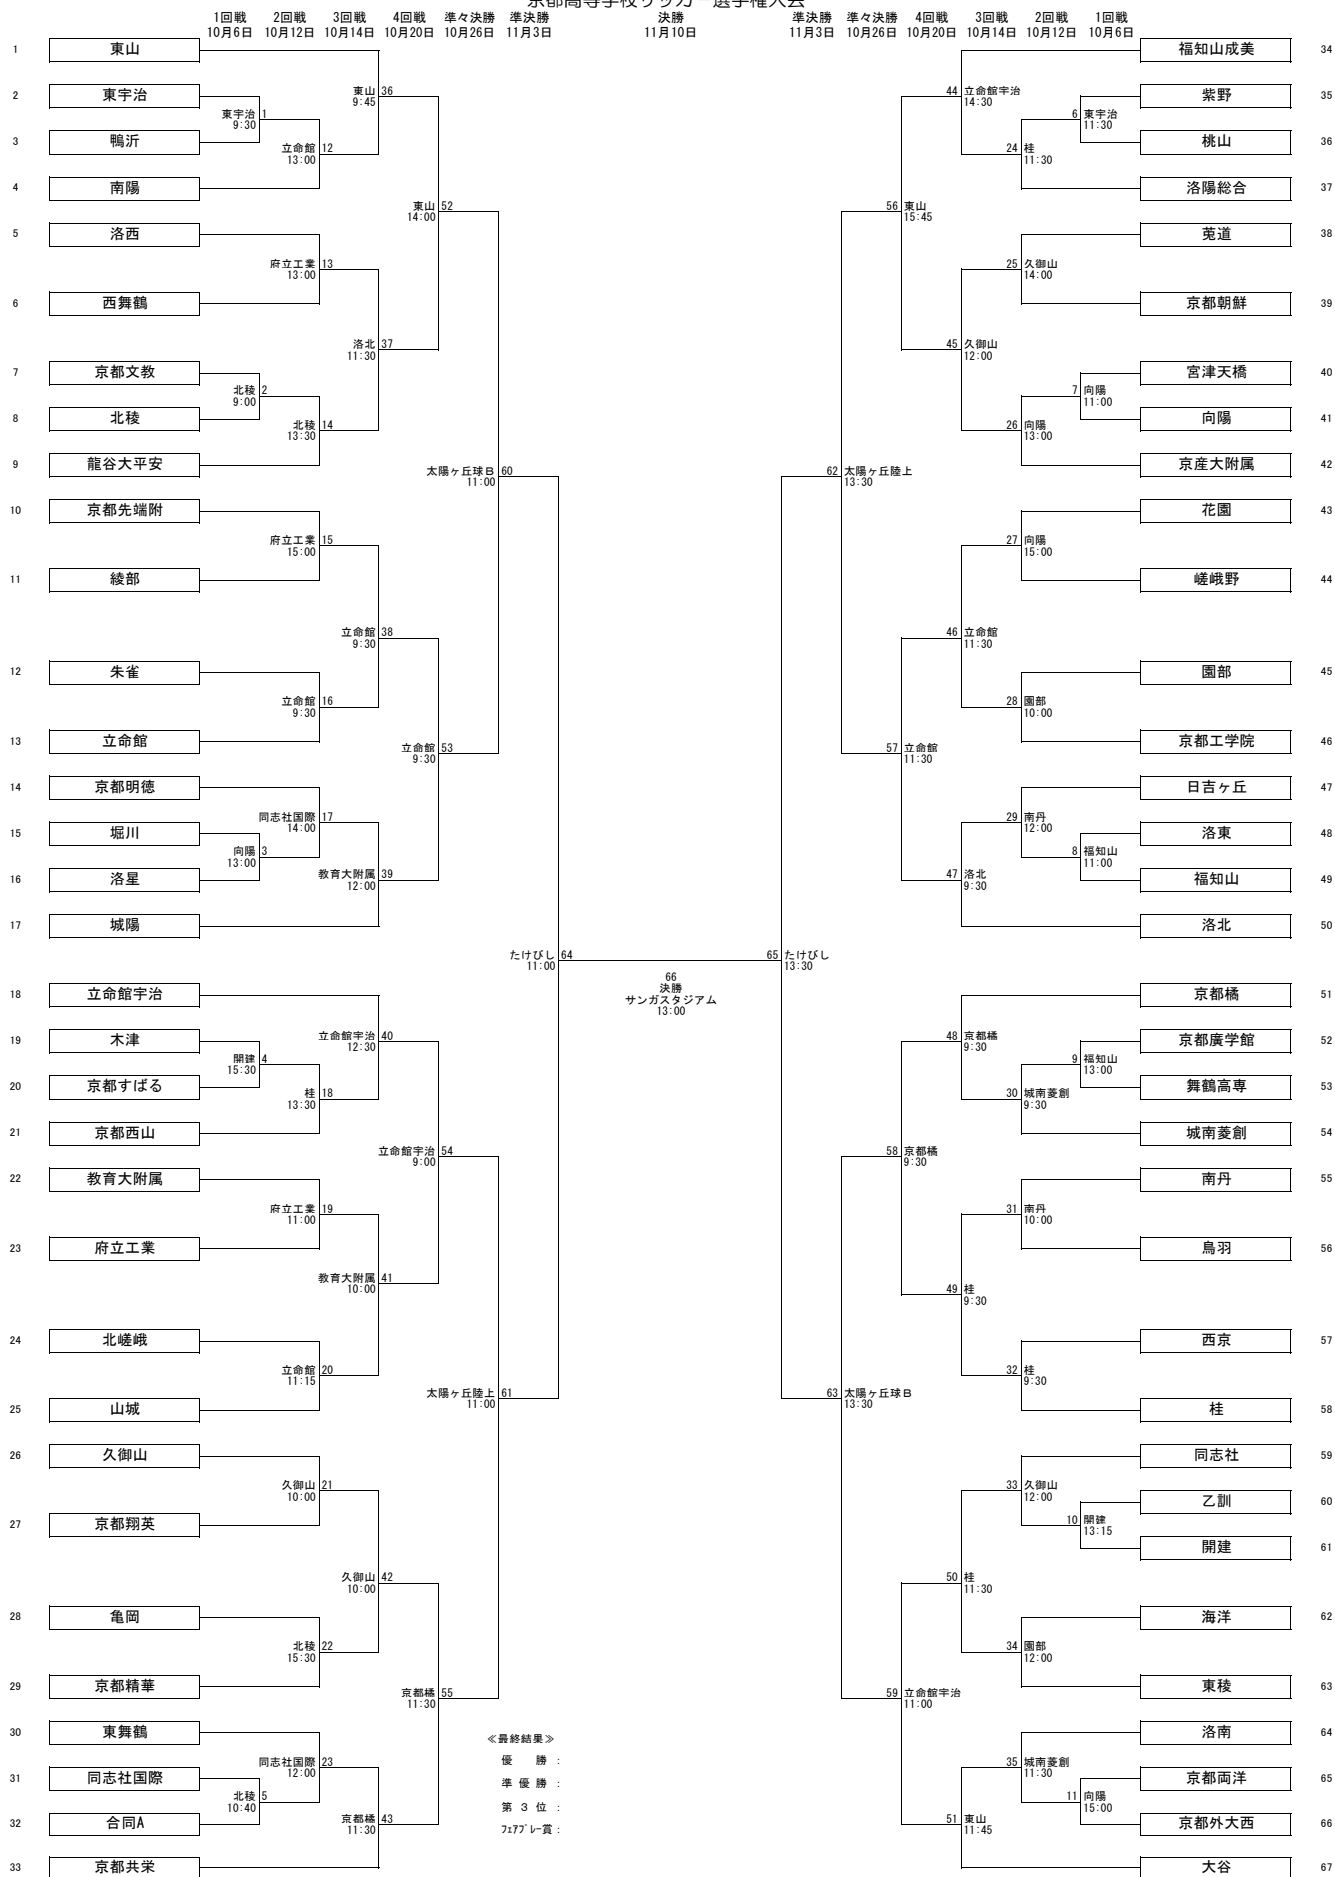 京都高等学校サッカー選手権大会
1回戦 2回戦 3回戦 4回戦 準々決勝 準決勝 決勝 準決勝 準々決勝 4回戦 3回戦 2回戦 1回戦
10月6日 10月12日 10月14日 10月20日 10月26日 11月3日 11月10日 11月3日 10月26日 10月20日 10月14日 10月12日 10月6日
1 東山
2 東宇治
3 鴨沂
4 南陽
5 洛西
6 西舞鶴
7 京都文教
8 北稜
9 龍谷大平安
10 京都先端附
11 綾部
12 朱雀
13 立命館
14 京都明徳
15 堀川
16 洛星
17 城陽
18 立命館宇治
19 木津
20 京都すばる
21 京都西山
22 教育大附属
23 府立工業
24 北嵯峨
25 山城
26 久御山
27 京都翔英
28 亀岡
29 京都精華
30 東舞鶴
31 同志社国際
32 合同A
33 京都共栄
東宇治 1
9:30
北稜 2
9:00
向陽 3
13:00
開建 4
15:30
北稜 5
10:40
立命館 12
13:00
府立工業 13
13:00
北稜 14
13:30
府立工業 15
15:00
立命館 16
9:30
同志社国際 17
14:00
桂 18
13:30
府立工業 19
11:00
立命館 20
11:15
久御山 21
10:00
北稜 22
15:30
同志社国際 23
12:00
東山 36
9:45
洛北 37
11:30
立命館 38
9:30
教育大附属 39
12:00
立命館宇治 40
12:30
教育大附属 41
10:00
久御山 42
10:00
京都橘 43
11:30
東山 52
14:00
立命館 53
9:30
立命館宇治 54
9:00
京都橘 55
11:30
太陽ヶ丘球B 60
11:00
太陽ヶ丘陸上 61
11:00
たけびし 64
11:00
66
決勝
サンガスタジアム
13:00
65 たけびし
13:30
62 太陽ヶ丘陸上
13:30
63 太陽ヶ丘球B
13:30
56 東山
15:45
57 立命館
11:30
58 京都橘
9:30
59 立命館宇治
11:00
44 立命館宇治
14:30
45 久御山
12:00
46 立命館
11:30
47 洛北
9:30
48 京都橘
9:30
49 桂
9:30
50 桂
11:30
51 東山
11:45
24 桂
11:30
25 久御山
14:00
26 向陽
13:00
27 向陽
15:00
28 園部
10:00
29 南丹
12:00
30 城南菱創
9:30
31 南丹
10:00
32 桂
9:30
33 久御山
12:00
34 園部
12:00
35 城南菱創
11:30
6 東宇治
11:30
7 向陽
11:00
8 福知山
11:00
9 福知山
13:00
10 開建
13:15
11 向陽
15:00
福知山成美 34
紫野 35
桃山 36
洛陽総合 37
莵道 38
京都朝鮮 39
宮津天橋 40
向陽 41
京産大附属 42
花園 43
嵯峨野 44
園部 45
京都工学院 46
日吉ヶ丘 47
洛東 48
福知山 49
洛北 50
京都橘 51
京都廣学館 52
舞鶴高専 53
城南菱創 54
南丹 55
鳥羽 56
西京 57
桂 58
同志社 59
乙訓 60
開建 61
海洋 62
東稜 63
洛南 64
京都両洋 65
京都外大西 66
大谷 67
≪最終結果≫
優 勝 :
準 優 勝 :
第 3 位 :
ﾌｪｱﾌﾟﾚｰ賞 :